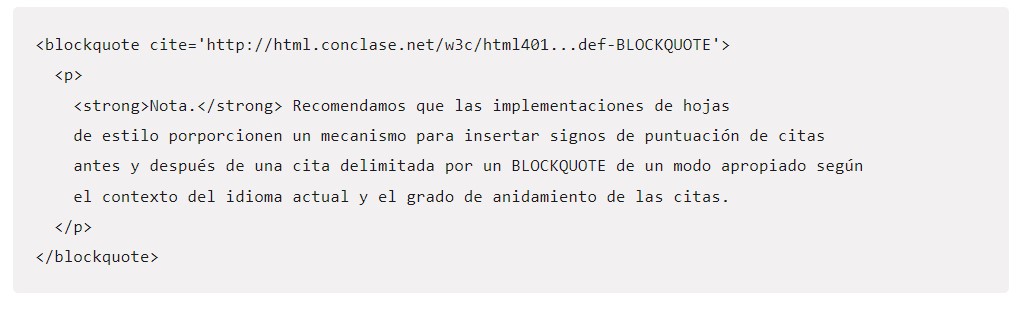 <blockquote cite='http://html.conclase.net/w3c/html401...def-BLOCKQUOTE'>
  <p>
    <strong>Nota.</strong> Recomendamos que las implementaciones de hojas
    de estilo porporcionen un mecanismo para insertar signos de puntuación de citas
    antes y después de una cita delimitada por un BLOCKQUOTE de un modo apropiado según
    el contexto del idioma actual y el grado de anidamiento de las citas.
  </p>
</blockquote>